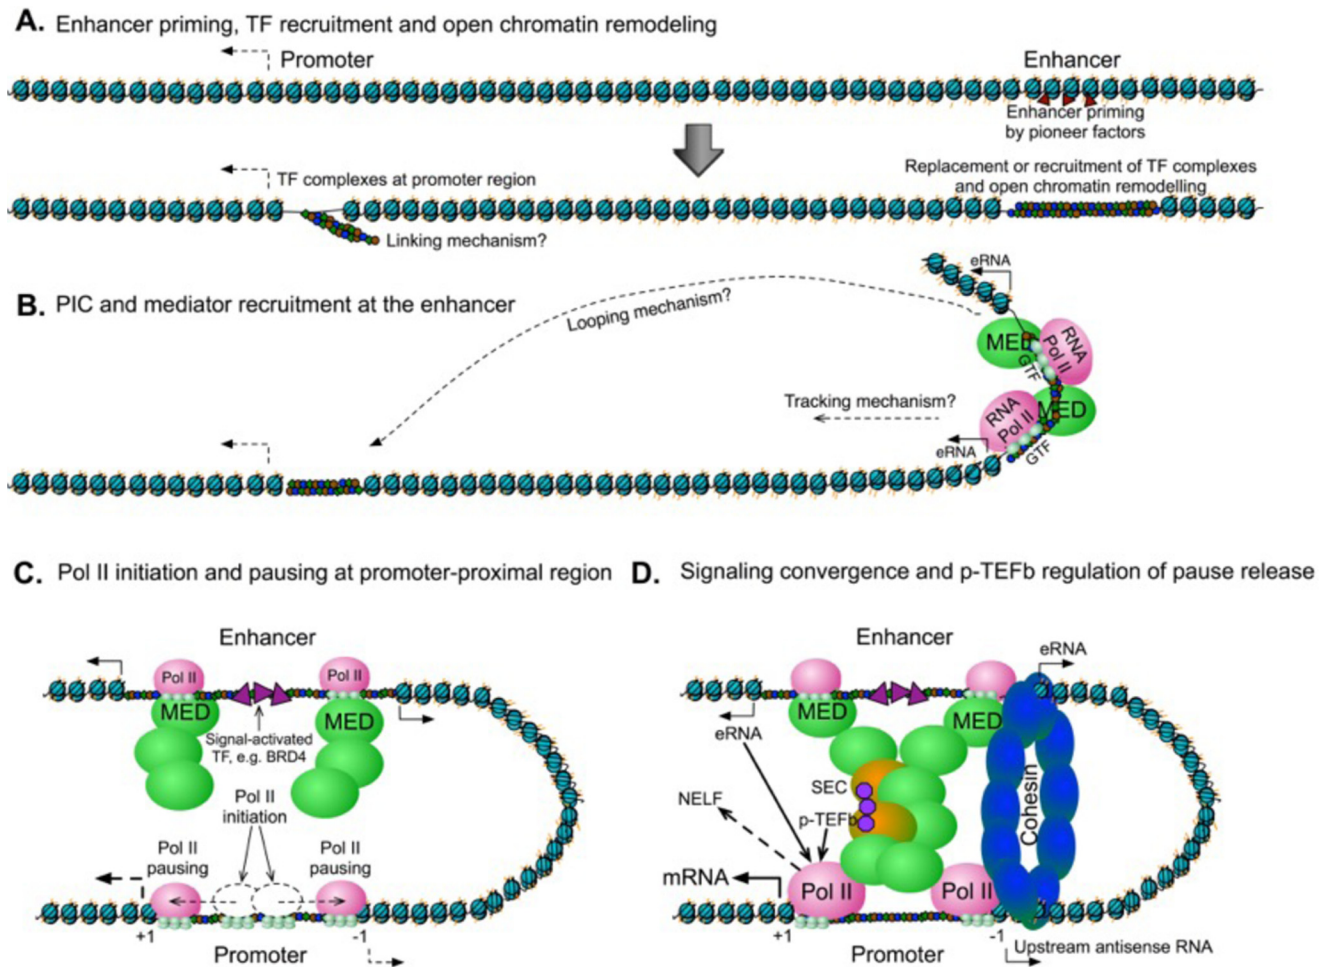 A. Enhancer priming, TF recruitment and open chromatin remodeling
Promoter
Enhancer
Enhancer priming
by pioneer factors
TF complexes at promoter region
Replacement or recruitment of TF complexes
and open chromatin remodelling
Linking mechanism?
B. PIC and mediator recruitment at the enhancer
eRNA
Looping mechanism?
MED
RNA
Pol II
GTF
Tracking mechanism?
RNA
Pol II
MED
eRNA
GTF
C. Pol II initiation and pausing at promoter-proximal region
Enhancer
Pol II
Pol II
MED
MED
Signal-activated
TF, e.g. BRD4
Pol II
initiation
Pol II
pausing
Pol II
pausing
+1
-1
Promoter
D. Signaling convergence and p-TEFb regulation of pause release
Enhancer
eRNA
MED
MED
eRNA
SEC
NELF
p-TEFb
Cohesin
mRNA
Pol II
Pol II
+1
-1
Upstream antisense RNA
Promoter